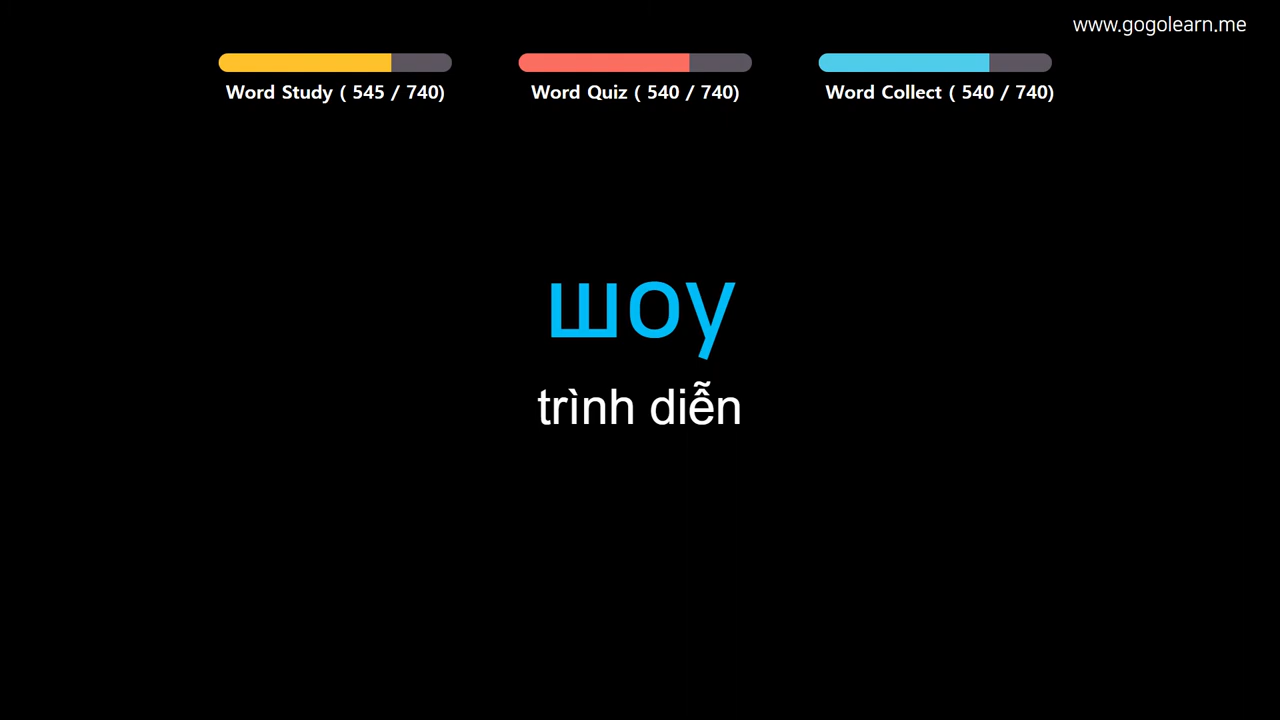 www.gogolearn.me
Word Study ( 545 / 740)
Word Quiz ( 540 / 740)
Word Collect ( 540 / 740)
шоу
trình diễn